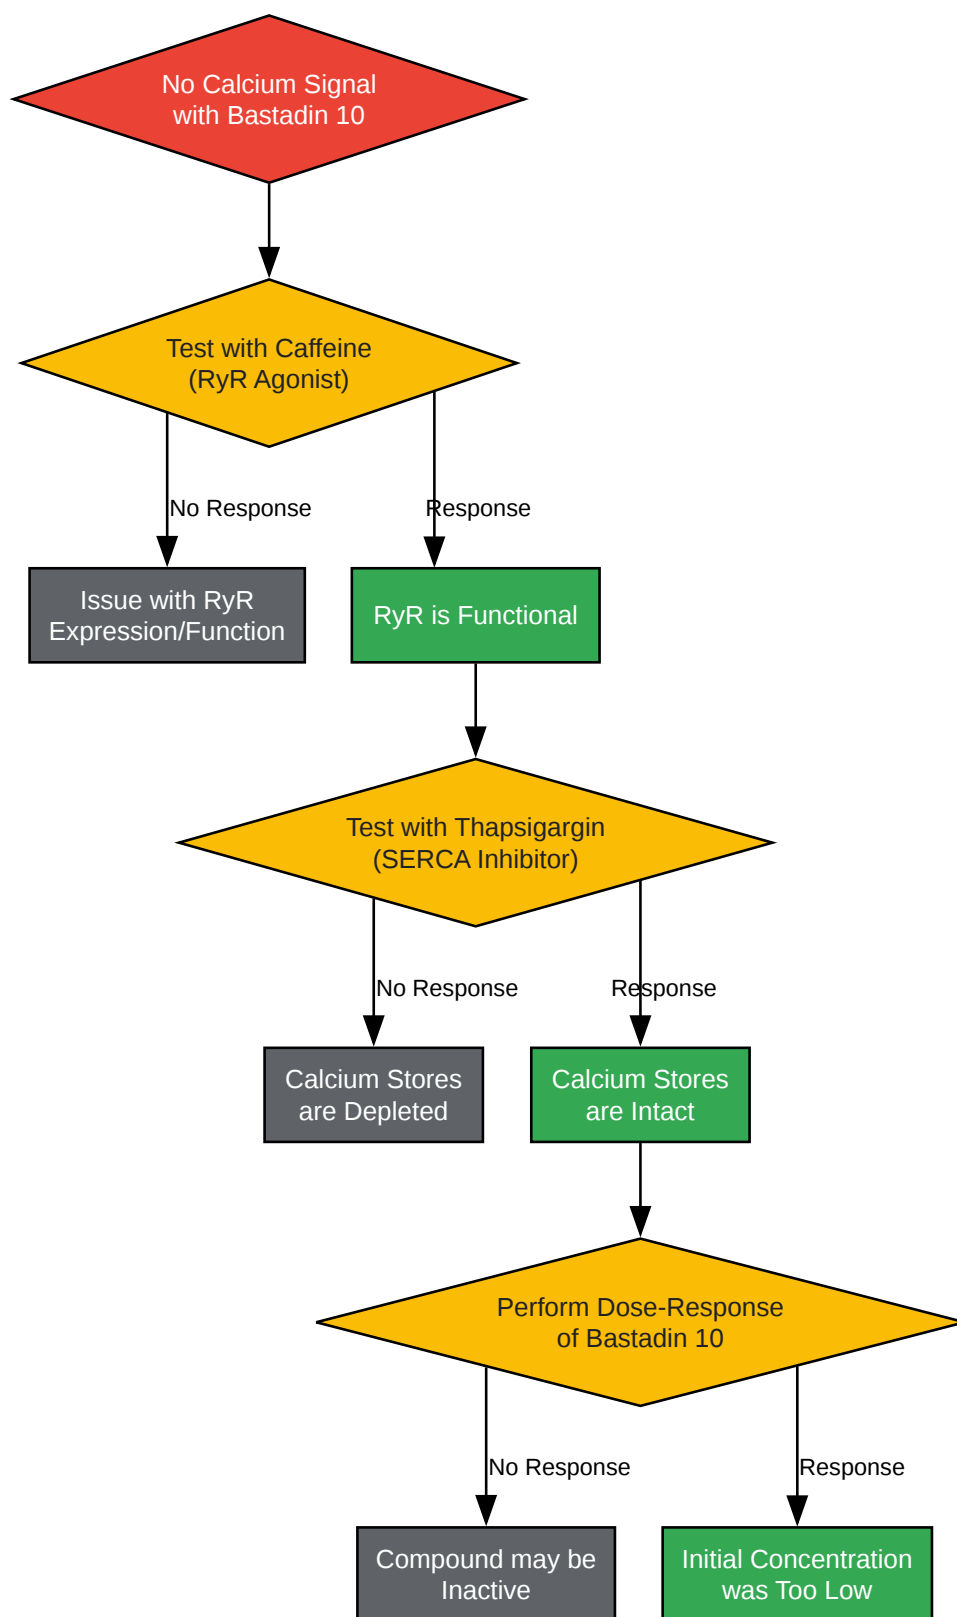 No Calcium Signal
with Bastadin 10
Test with Caffeine
(RyR Agonist)
No Response
Response
Issue with RyR
Expression/Function
RyR is Functional
Test with Thapsigargin
(SERCA Inhibitor)
No Response
Response
Calcium Stores
are Depleted
Calcium Stores
are Intact
Perform Dose-Response
of Bastadin 10
No Response
Response
Compound may be
Inactive
Initial Concentration
was Too Low